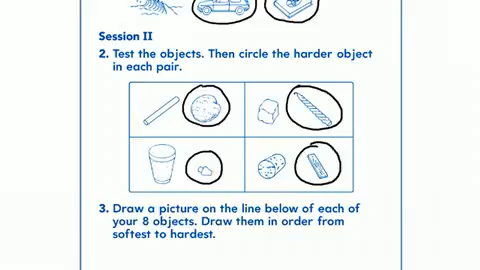 Session II
2. Test the objects. Then circle the harder object
in each pair.
3. Draw a picture on the line below of each of
your 8 objects. Draw them in order from
softest to hardest.